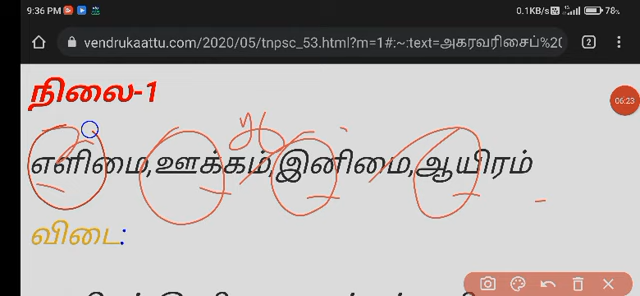 9:36 PM 0.1KB/s 78%
vendrukaattu.com/2020/05/tnpsc_53.html?m=1#:~:text=அகரவரிசைப்%20 2
நிலை-1
06:23
எளிமை,ஊக்கம்,இனிமை,ஆயிரம்
விடை: